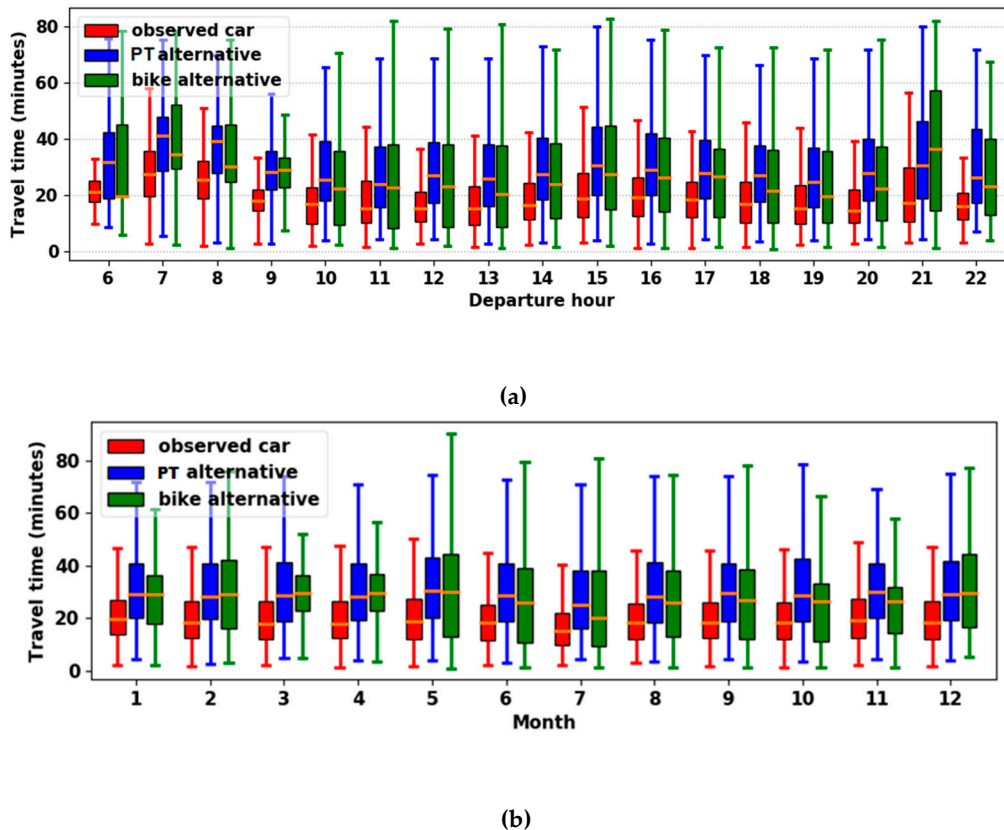 80
60
40
20
0
Travel time (minutes)
observed car
PT alternative
bike alternative
6 7 8 9 10 11 12 13 14 15 16 17 18 19 20 21 22
Departure hour
(a)
80
60
40
20
0
Travel time (minutes)
observed car
PT alternative
bike alternative
1 2 3 4 5 6 7 8 9 10 11 12
Month
(b)